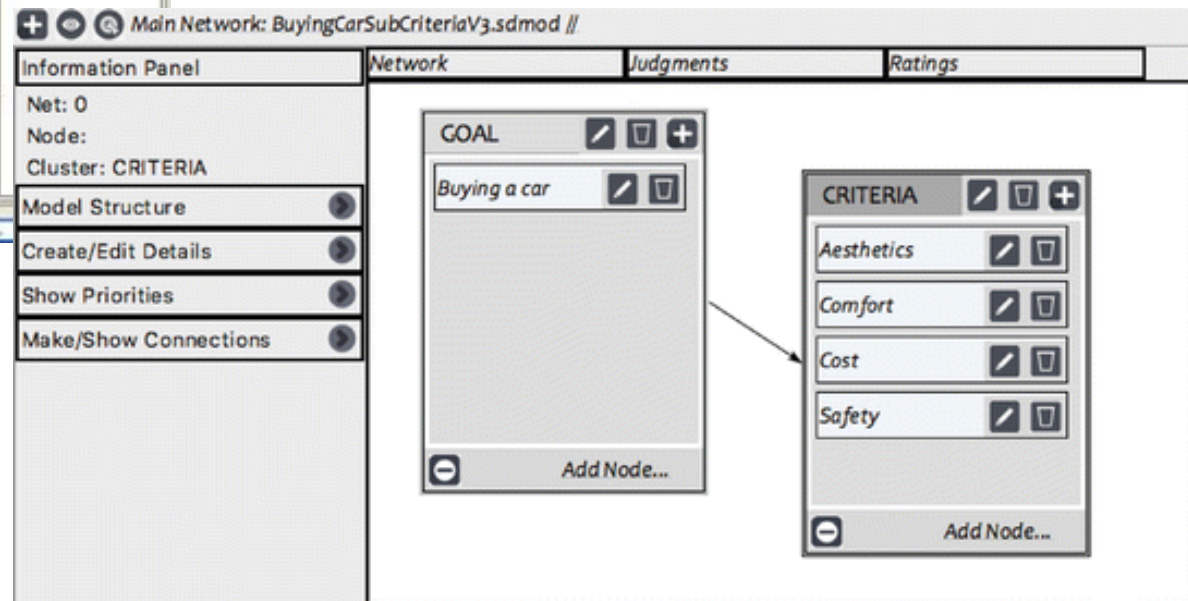 Main Network: BuyingCarSubCriteriaV3.sdmod //
Information Panel
Network
Judgments
Ratings
Net: 0
Node:
Cluster: CRITERIA
Model Structure
Create/Edit Details
Show Priorities
Make/Show Connections
GOAL
Buying a car
Add Node...
CRITERIA
Aesthetics
Comfort
Cost
Safety
Add Node...